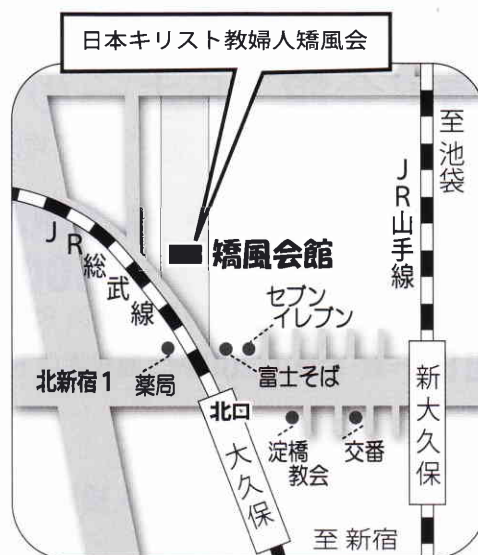 日本キリスト教婦人矯風会
至 池袋
JR山手線
JR総武線
矯風会館
セブン
イレブン
北新宿1
薬局
富士そば
北口
大久保
新大久保
淀橋
教会
交番
至 新宿